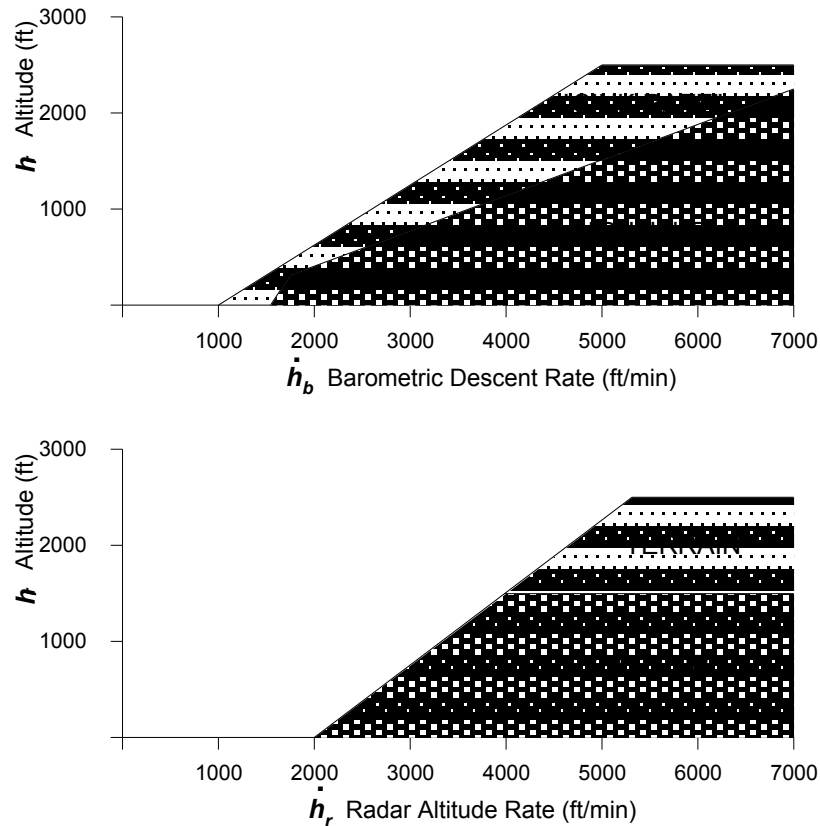 3000
2000
1000
h Altitude (ft)
1000 2000 3000 4000 5000 6000 7000
ḣb Barometric Descent Rate (ft/min)
3000
2000
1000
h Altitude (ft)
TERRAIN
1000 2000 3000 4000 5000 6000 7000
ḣr Radar Altitude Rate (ft/min)